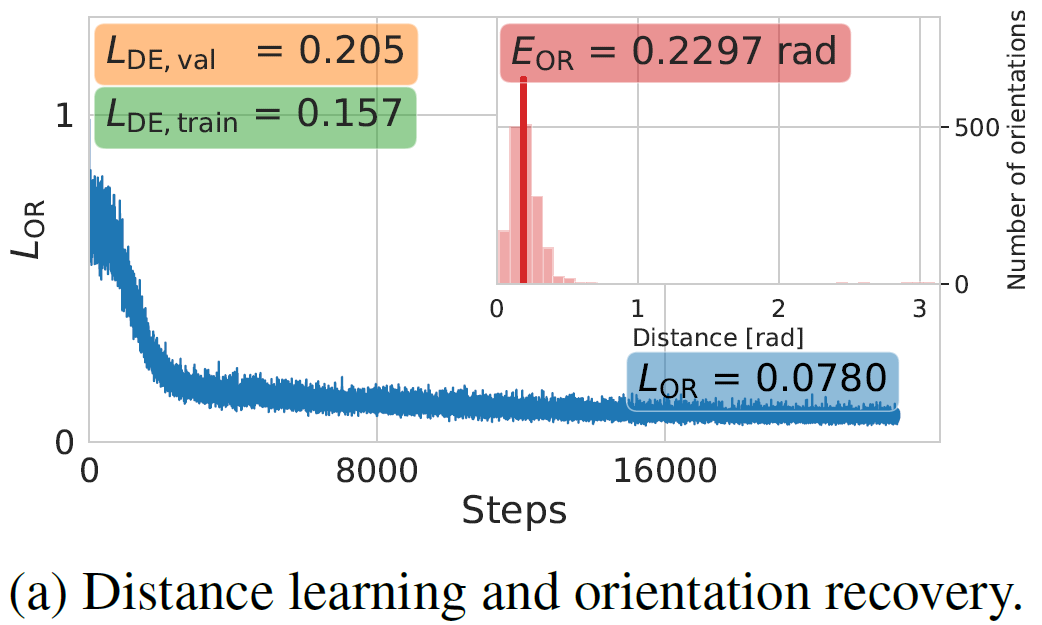 L_DE, val = 0.205
L_DE, train = 0.157
E_OR = 0.2297 rad
Number of orientations
500
0
0 1 2 3
Distance [rad]
L_OR = 0.0780
L_OR
1
0
0 8000 16000
Steps
(a) Distance learning and orientation recovery.